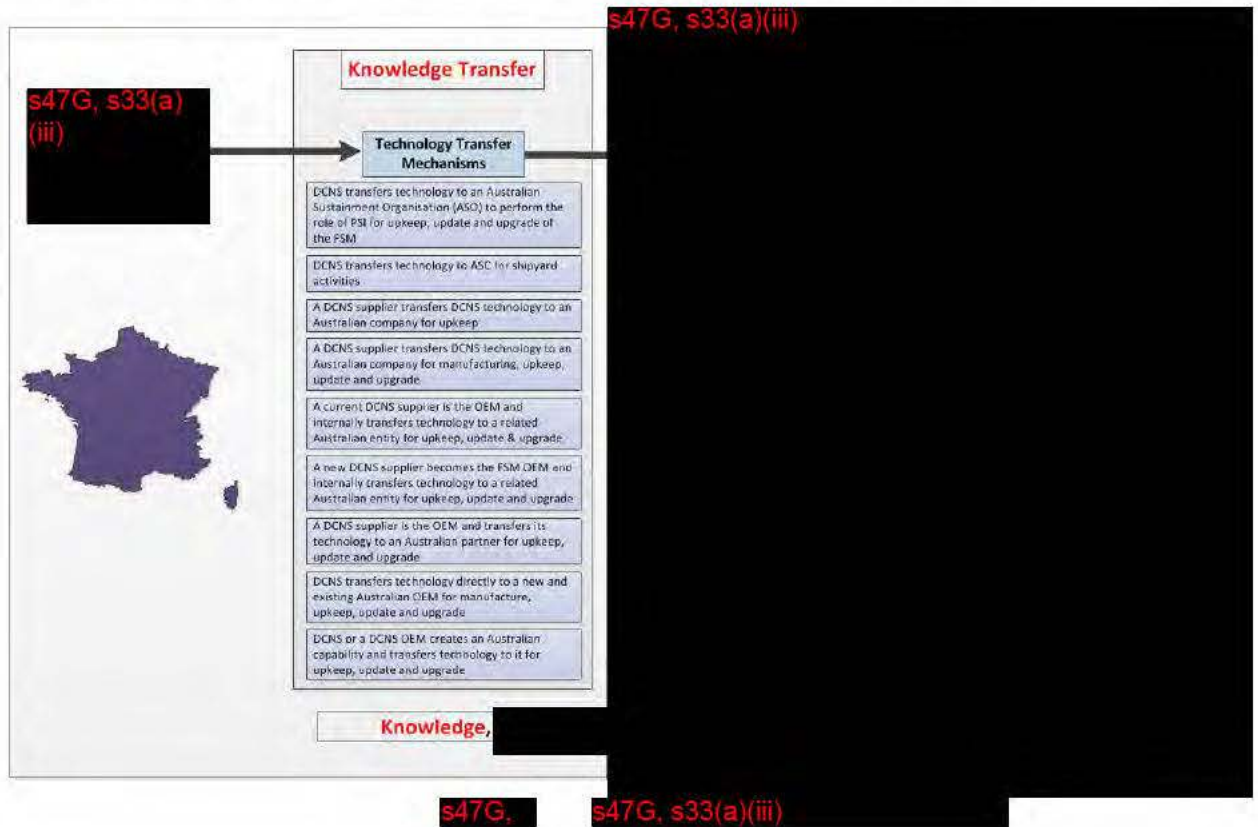 s47G, s33(a)(iii)
Knowledge Transfer
s47G, s33(a)
(iii)
Technology Transfer
Mechanisms
DCNS transfers technology to an Australian
Sustainment Organisation (ASO) to perform the
role of PSI for upkeep, update and upgrade of
the FSM
DCNS transfers technology to ASC for shipyard
activities
A DCNS supplier transfers DCNS technology to an
Australian company for upkeep
A DCNS supplier transfers DCNS technology to an
Australian company for manufacturing, upkeep,
update and upgrade
A current DCNS supplier is the OEM and
internally transfers technology to a related
Australian entity for upkeep, update & upgrade
A new DCNS supplier becomes the FSM OEM and
internally transfers technology to a related
Australian entity for upkeep, update and upgrade
A DCNS supplier is the OEM and transfers its
technology to an Australian partner for upkeep,
update and upgrade
DCNS transfers technology directly to a new and
existing Australian OEM for manufacture,
upkeep, update and upgrade
DCNS or a DCNS OEM creates an Australian
capability and transfers technology to it for
upkeep, update and upgrade
Knowledge,
s47G,
s47G, s33(a)(iii)